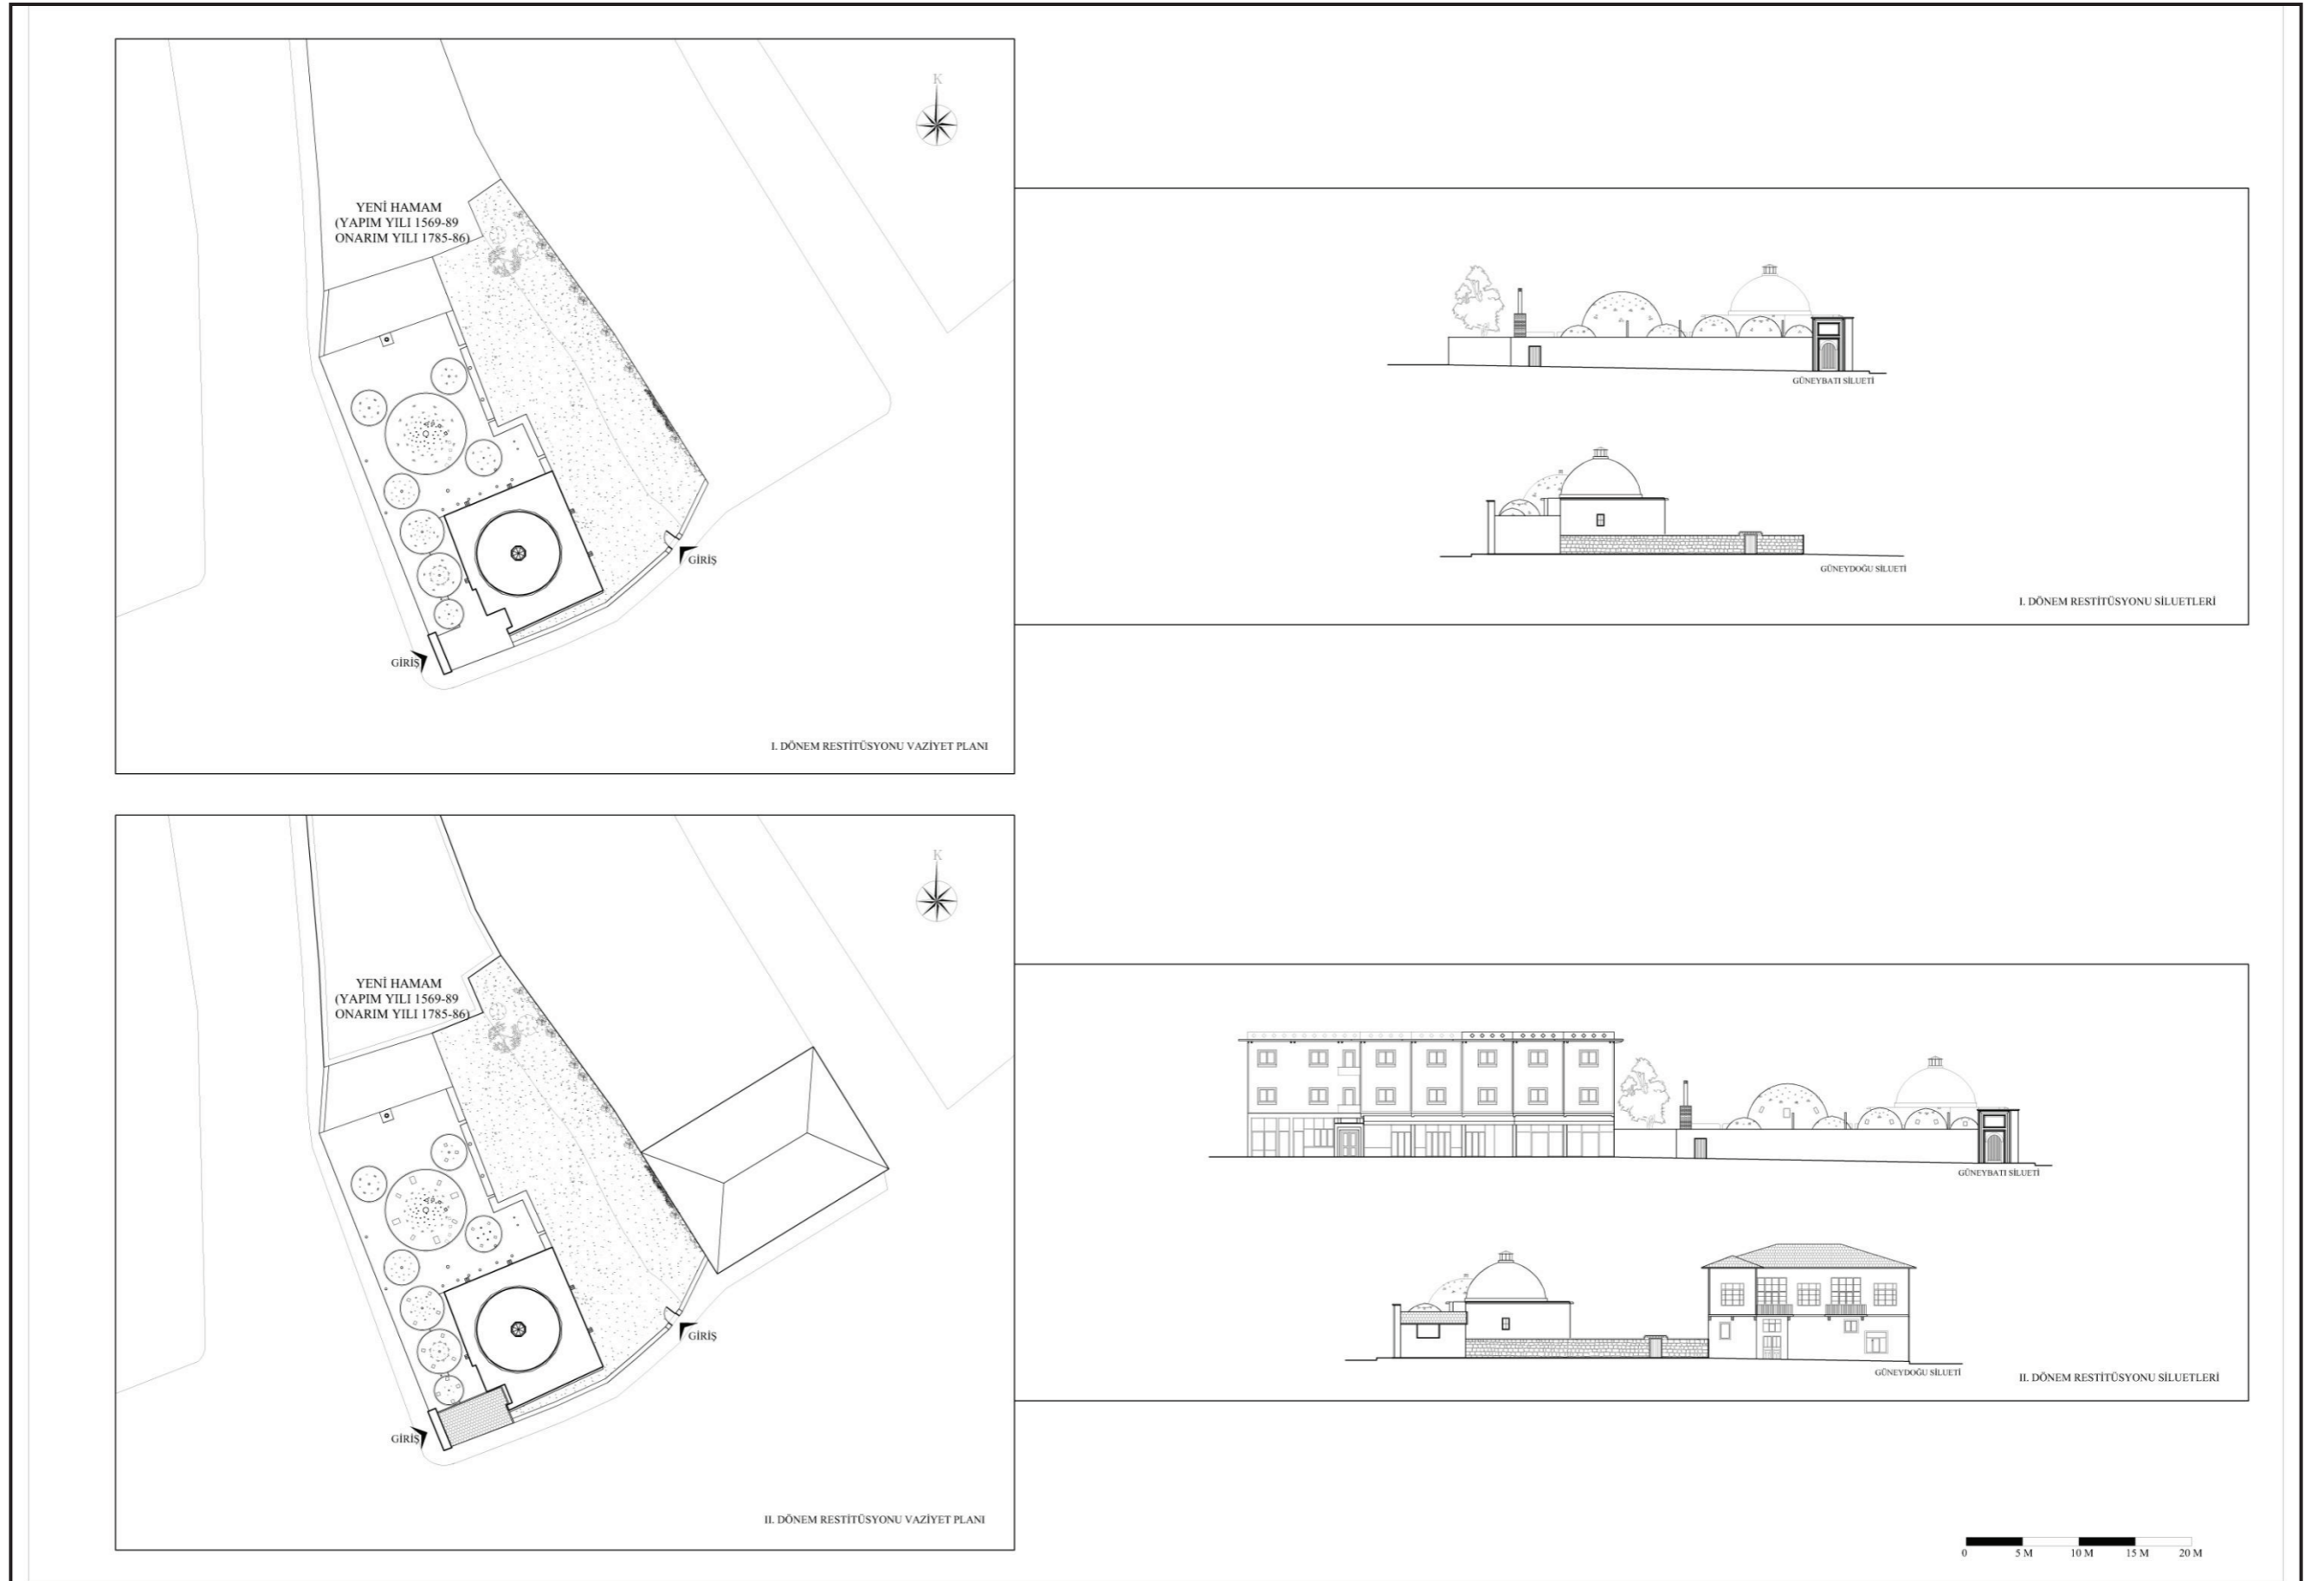 K
YENİ HAMAM
(YAPIM YILI 1569-89
ONARIM YILI 1785-86)
GİRİŞ
GİRİŞ
I. DÖNEM RESTİTÜSYONU VAZİYET PLANI
GÜNEYBATI SİLUETİ
GÜNEYDOĞU SİLUETİ
I. DÖNEM RESTİTÜSYONU SİLUETLERİ
K
YENİ HAMAM
(YAPIM YILI 1569-89
ONARIM YILI 1785-86)
GİRİŞ
GİRİŞ
II. DÖNEM RESTİTÜSYONU VAZİYET PLANI
GÜNEYBATI SİLUETİ
GÜNEYDOĞU SİLUETİ
II. DÖNEM RESTİTÜSYONU SİLUETLERİ
0 5 M 10 M 15 M 20 M